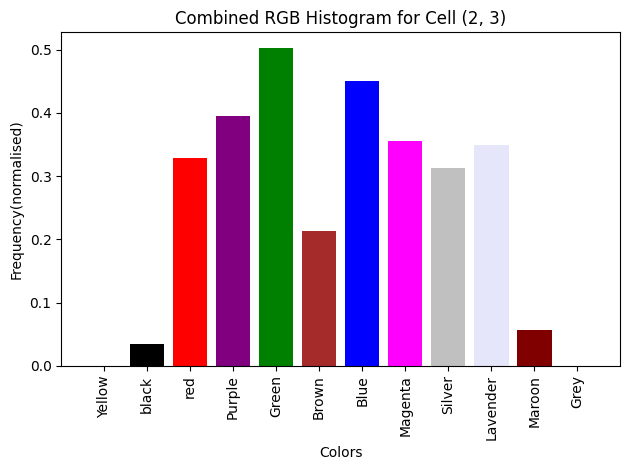 Combined RGB Histogram for Cell (2, 3)
Frequency(normalised)
0.5
0.4
0.3
0.2
0.1
0.0
Yellow
black
red
Purple
Green
Brown
Blue
Magenta
Silver
Lavender
Maroon
Grey
Colors